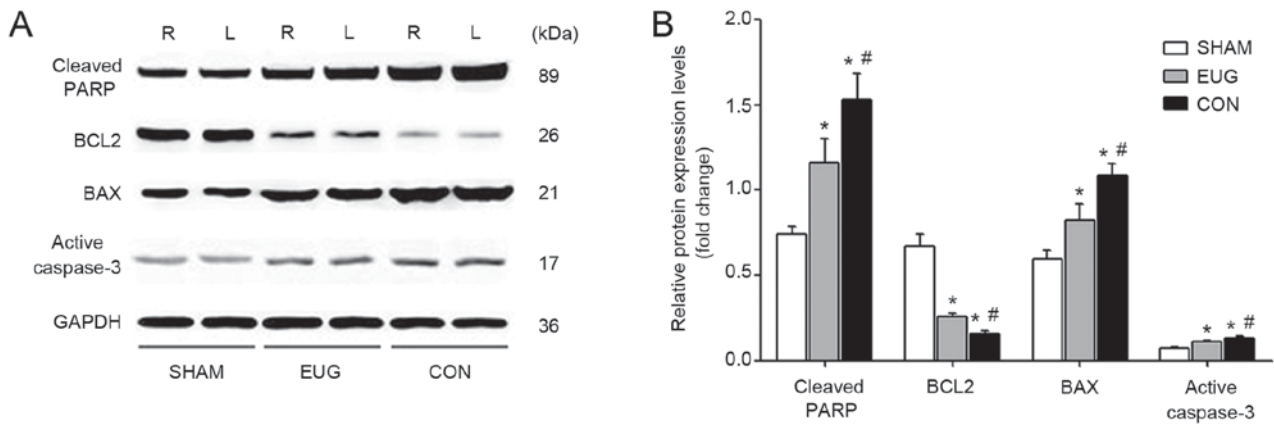 A
R L R L R L (kDa)
Cleaved
PARP
89
BCL2
26
BAX
21
Active
caspase-3
17
GAPDH
36
SHAM EUG CON
B
Relative protein expression levels
(fold change)
2.0
1.5
1.0
0.5
0.0
SHAM
EUG
CON
* * #
* * #
* * #
* * #
Cleaved
PARP
BCL2
BAX
Active
caspase-3